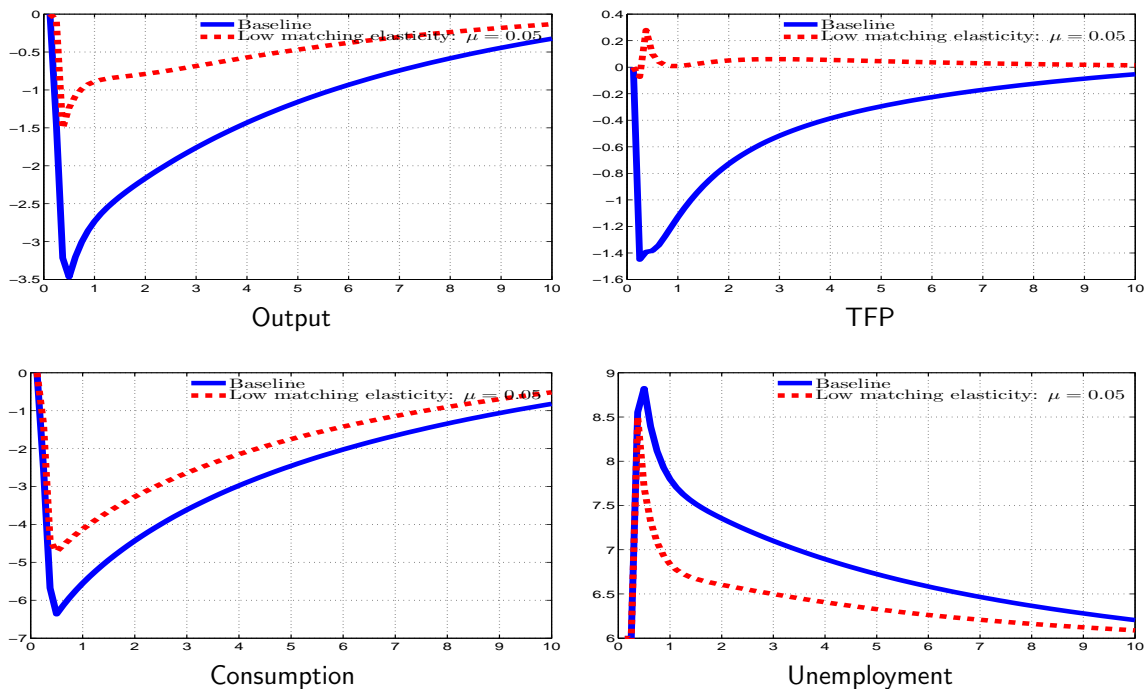 Baseline
Low matching elasticity: μ = 0.05
0
−0.5
−1
−1.5
−2
−2.5
−3
−3.5
0 1 2 3 4 5 6 7 8 9 10
Output
Baseline
Low matching elasticity: μ = 0.05
0.4
0.2
0
−0.2
−0.4
−0.6
−0.8
−1
−1.2
−1.4
−1.6
0 1 2 3 4 5 6 7 8 9 10
TFP
Baseline
Low matching elasticity: μ = 0.05
0
−1
−2
−3
−4
−5
−6
−7
0 1 2 3 4 5 6 7 8 9 10
Consumption
Baseline
Low matching elasticity: μ = 0.05
9
8.5
8
7.5
7
6.5
6
0 1 2 3 4 5 6 7 8 9 10
Unemployment